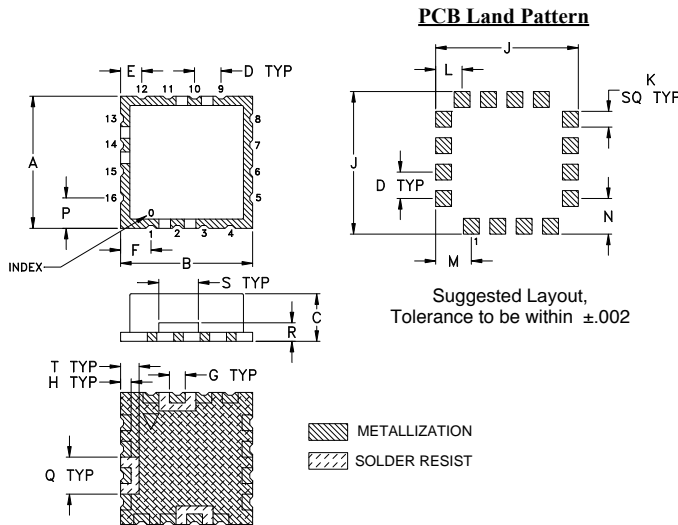 PCB Land Pattern
E
D TYP
12 11 10 9
13
14
15
16
8
7
6
5
A
P
0
1 2 3 4
F
B
INDEX
J
L
K
SQ TYP
J
D TYP
N
1
M
Suggested Layout,
Tolerance to be within ±.002
S TYP
C
R
T TYP
H TYP
G TYP
Q TYP
METALLIZATION
SOLDER RESIST